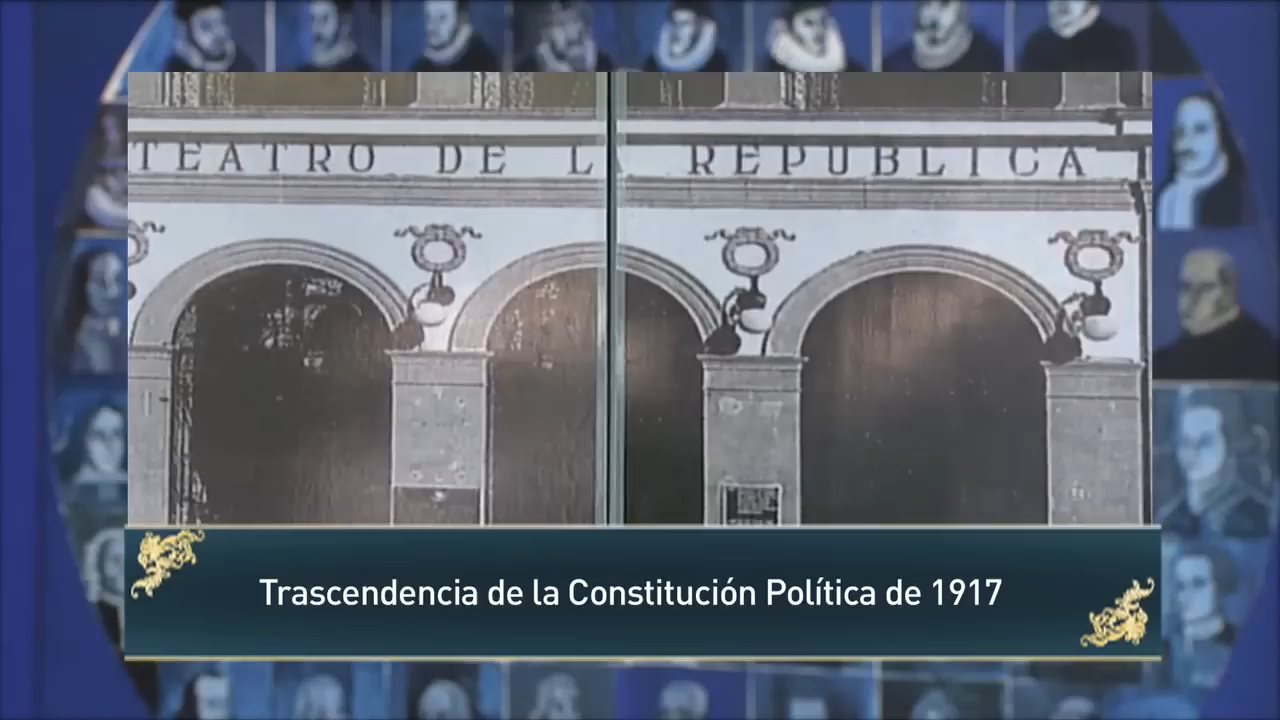 TEATRO DE LA REPUBLICA
Trascendencia de la Constitución Política de 1917